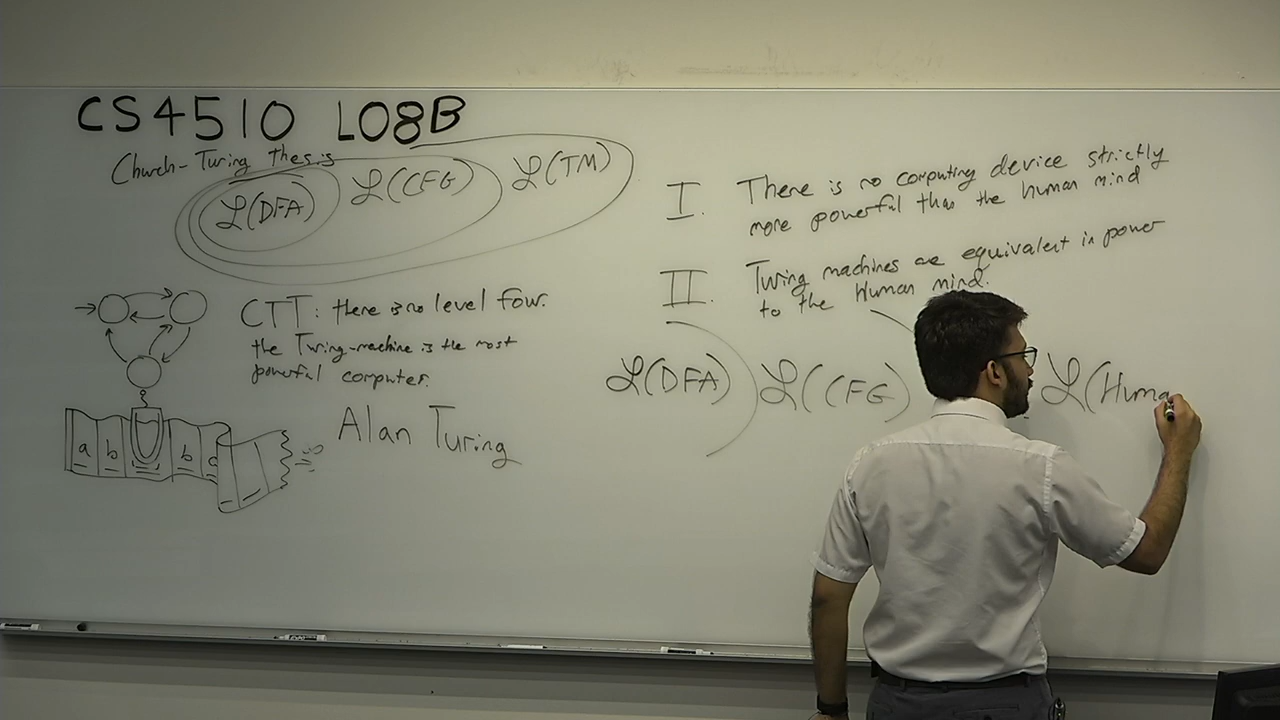 CS4510 L08B
Church-Turing thesis
ℒ(DFA) ℒ(CFG) ℒ(TM)
CTT: there is no level four.
the Turing-machine is the most
powerful computer.
a b b a
∞
Alan Turing
I. There is no computing device strictly
more powerful than the human mind
II. Turing machines are equivalent in power
to the Human mind.
ℒ(DFA) ℒ(CFG) ℒ(Huma